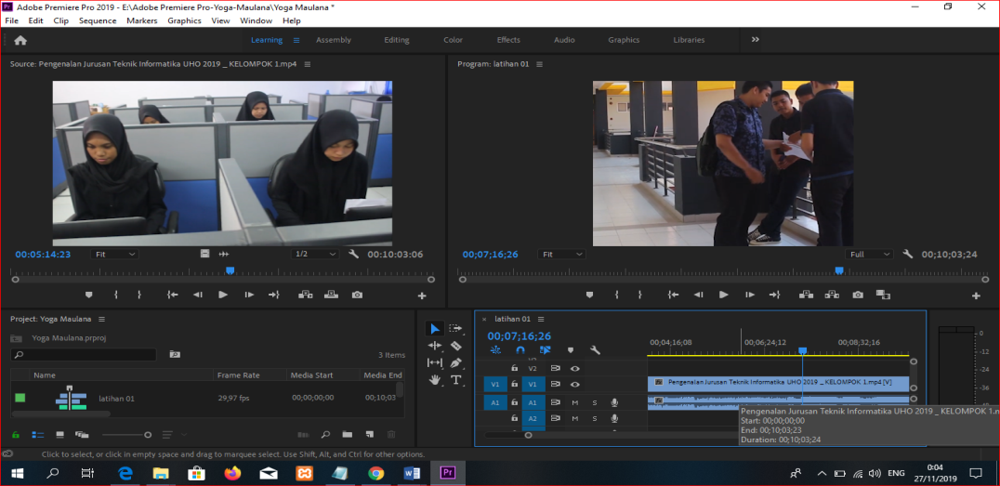 Adobe Premiere Pro 2019 - E:\Adobe Premiere Pro-Yoga-Maulana\Yoga Maulana *
File Edit Clip Sequence Markers Graphics View Window Help
Learning Assembly Editing Color Effects Audio Graphics Libraries
Source: Pengenalan Jurusan Teknik Informatika UHO 2019 _ KELOMPOK 1.mp4
Program: latihan 01
00:05:14:23 Fit 1/2 00:10:03:06
00;07;16;26 Fit Full 00;10;03;24
Project: Yoga Maulana
Yoga Maulana.prproj
3 Items
Name Frame Rate Media Start Media End
latihan 01 29,97 fps 00;00;00;00 00;10;03
× latihan 01
00;07;16;26
00;04;16;08 00;06;24;12 00;08;32;16
V2
V1 V1 Pengenalan Jurusan Teknik Informatika UHO 2019 _ KELOMPOK 1.mp4 [V]
A1 A1 M S
A2 M S
0
-12
-24
-36
Pengenalan Jurusan Teknik Informatika UHO 2019 _ KELOMPOK 1.n
Start: 00;00;00;00
End: 00;10;03;23
Duration: 00;10;03;24
Click to select, or click in empty space and drag to marquee select. Use Shift, Alt, and Ctrl for other options.
ENG
0:04
27/11/2019